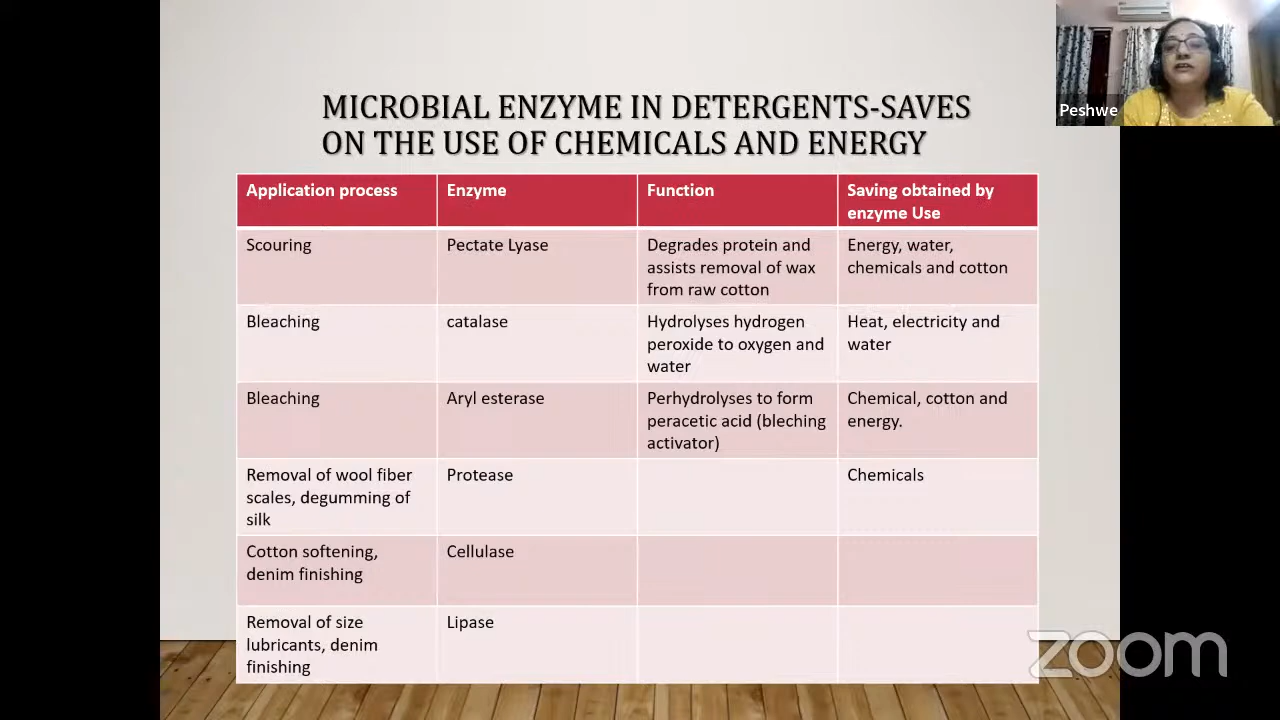 MICROBIAL ENZYME IN DETERGENTS-SAVES
ON THE USE OF CHEMICALS AND ENERGY
Peshwe
Application process
Enzyme
Function
Saving obtained by
enzyme Use
Scouring
Pectate Lyase
Degrades protein and
assists removal of wax
from raw cotton
Energy, water,
chemicals and cotton
Bleaching
catalase
Hydrolyses hydrogen
peroxide to oxygen and
water
Heat, electricity and
water
Bleaching
Aryl esterase
Perhydrolyses to form
peracetic acid (bleching
activator)
Chemical, cotton and
energy.
Removal of wool fiber
scales, degumming of
silk
Protease
Chemicals
Cotton softening,
denim finishing
Cellulase
Removal of size
lubricants, denim
finishing
Lipase
zoom